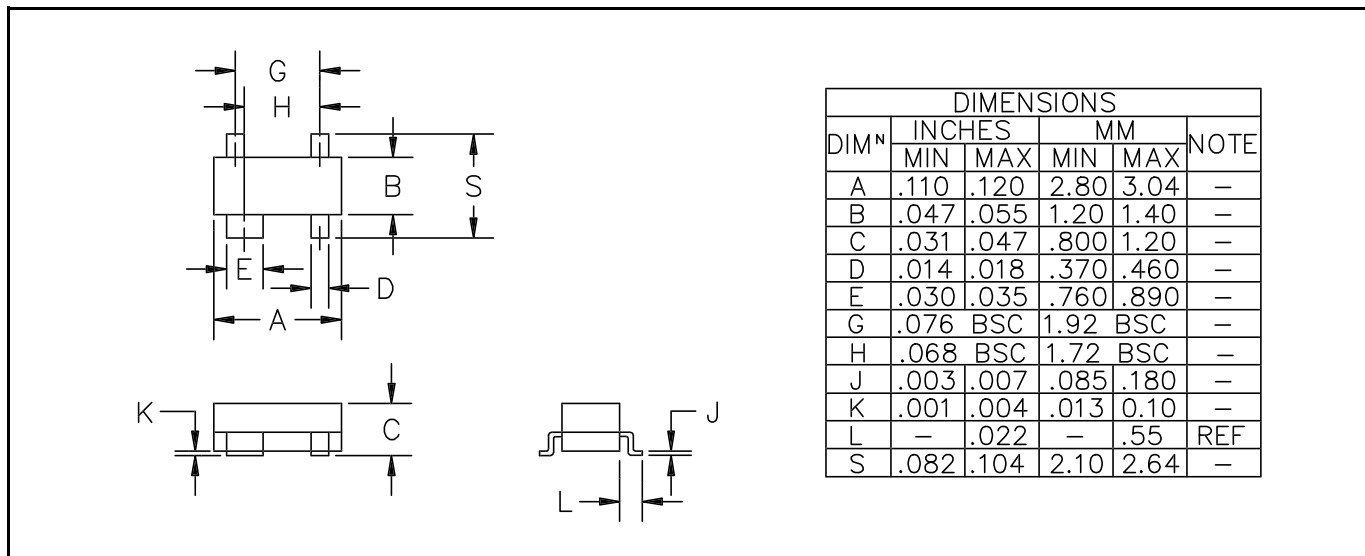 G
H
B
S
E
D
A
K
C
J
L
DIMENSIONS
DIMᴺ INCHES MM NOTE
MIN MAX MIN MAX
A .110 .120 2.80 3.04 –
B .047 .055 1.20 1.40 –
C .031 .047 .800 1.20 –
D .014 .018 .370 .460 –
E .030 .035 .760 .890 –
G .076 BSC 1.92 BSC –
H .068 BSC 1.72 BSC –
J .003 .007 .085 .180 –
K .001 .004 .013 0.10 –
L – .022 – .55 REF
S .082 .104 2.10 2.64 –